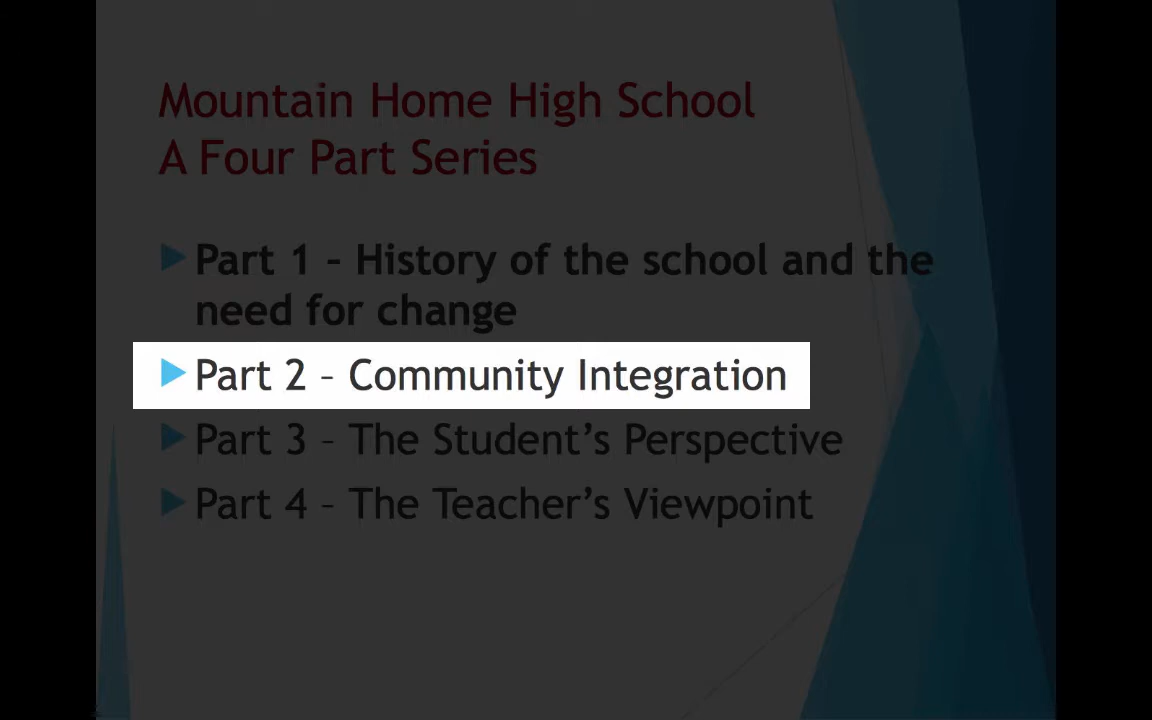 Mountain Home High School
A Four Part Series
Part 1 – History of the school and the
need for change
Part 2 – Community Integration
Part 3 – The Student’s Perspective
Part 4 – The Teacher’s Viewpoint